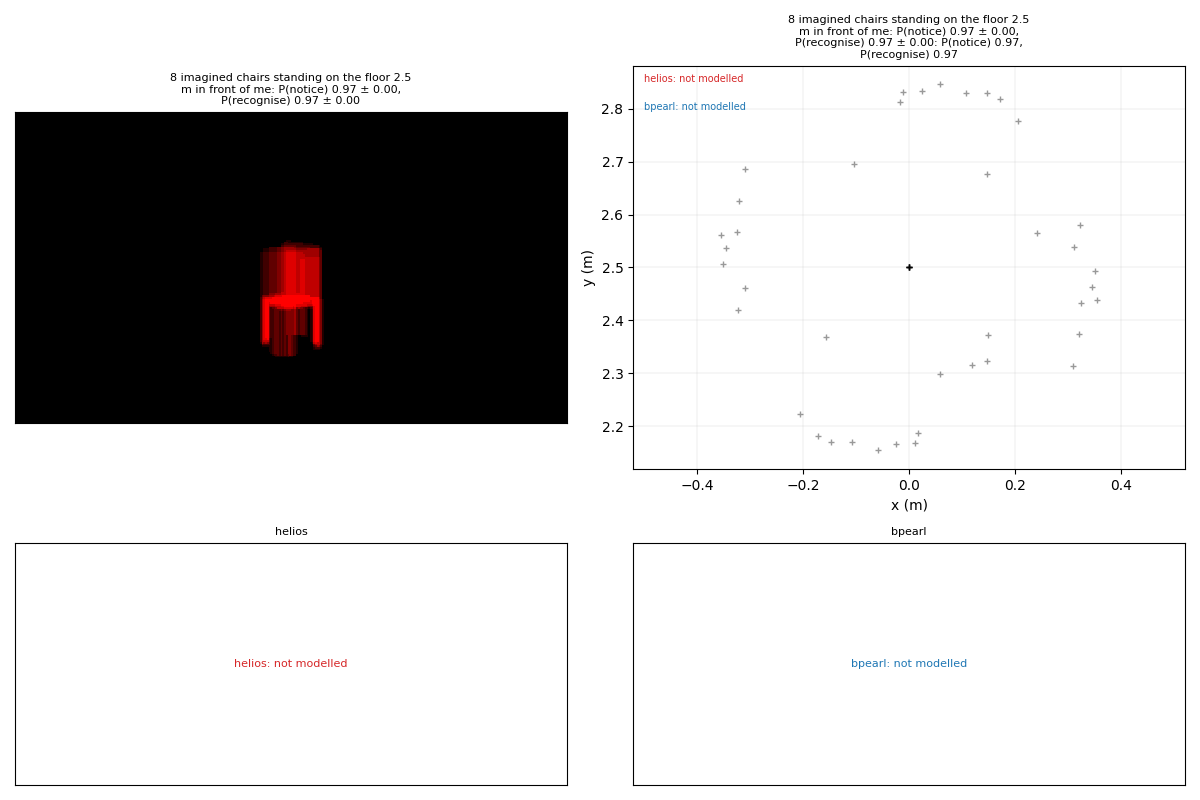 8 imagined chairs standing on the floor 2.5
m in front of me: P(notice) 0.97 ± 0.00,
P(recognise) 0.97 ± 0.00
8 imagined chairs standing on the floor 2.5
m in front of me: P(notice) 0.97 ± 0.00,
P(recognise) 0.97 ± 0.00: P(notice) 0.97,
P(recognise) 0.97
helios: not modelled
bpearl: not modelled
2.8
2.7
2.6
2.5
2.4
2.3
2.2
y (m)
−0.4 −0.2 0.0 0.2 0.4
x (m)
helios
helios: not modelled
bpearl
bpearl: not modelled